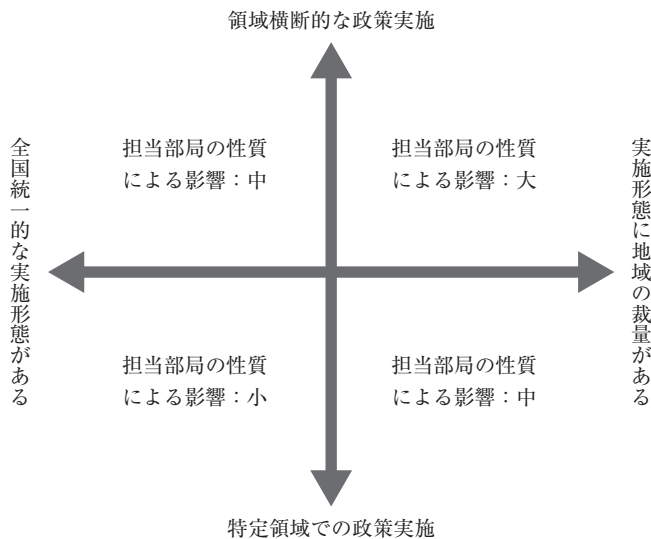 領域横断的な政策実施
全国統一的な実施形態がある
担当部局の性質
による影響：中
担当部局の性質
による影響：大
実施形態に地域の裁量がある
担当部局の性質
による影響：小
担当部局の性質
による影響：中
特定領域での政策実施